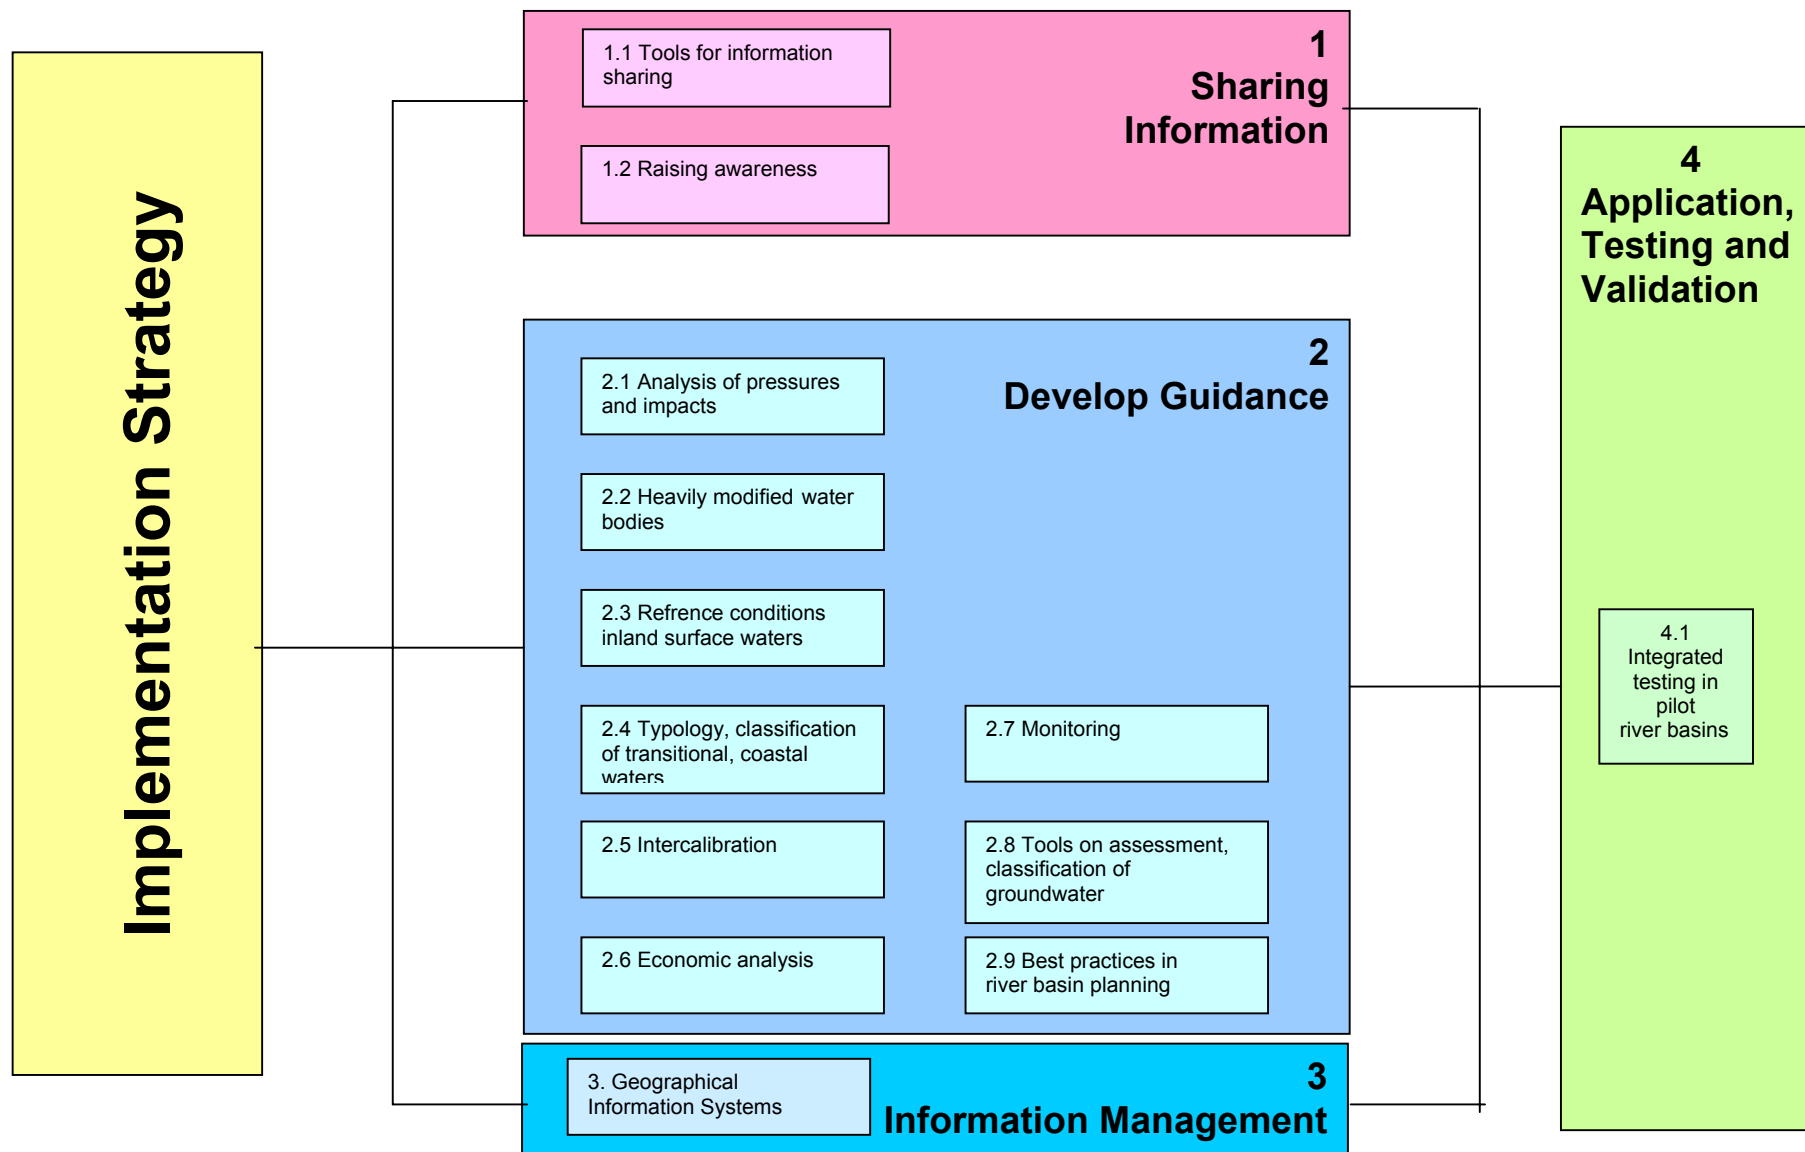 Implementation Strategy
1
Sharing
Information
1.1 Tools for information
sharing
1.2 Raising awareness
2
Develop Guidance
2.1 Analysis of pressures
and impacts
2.2 Heavily modified water
bodies
2.3 Refrence conditions
inland surface waters
2.4 Typology, classification
of transitional, coastal
waters
2.5 Intercalibration
2.6 Economic analysis
2.7 Monitoring
2.8 Tools on assessment,
classification of
groundwater
2.9 Best practices in
river basin planning
3
Information Management
3. Geographical
Information Systems
4
Application,
Testing and
Validation
4.1
Integrated
testing in
pilot
river basins